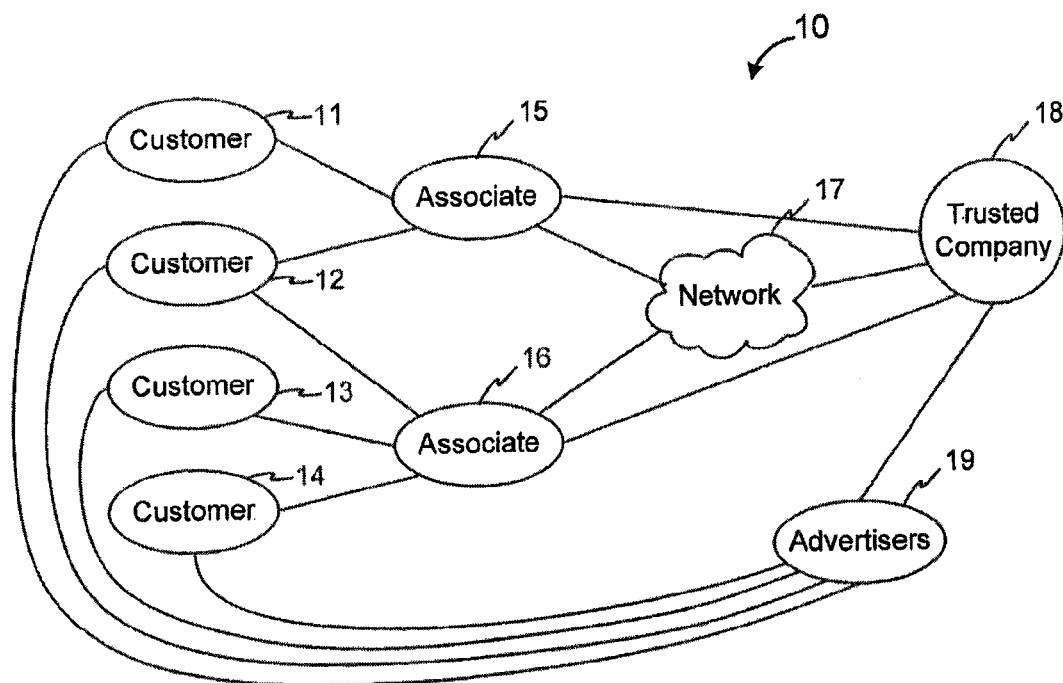 10
Customer
11
15
18
Associate
17
Trusted
Company
Customer
12
Network
16
Customer
13
Associate
14
Customer
19
Advertisers